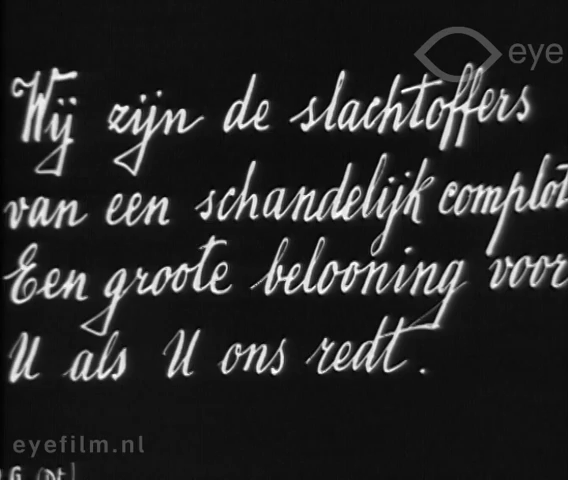 eye
Wij zijn de slachtoffers
van een schandelijk complot
Een groote belooning voor
U als U ons redt.
eyefilm.nl